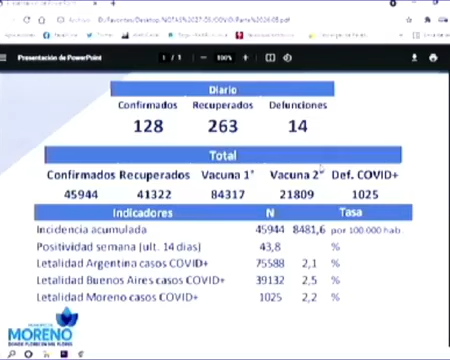 Presentación de PowerPoint
1 / 1
100%
Diario
Confirmados Recuperados Defunciones
128 263 14
Total
Confirmados Recuperados Vacuna 1° Vacuna 2° Def. COVID+
45944 41322 84317 21809 1025
Indicadores N Tasa
Incidencia acumulada 45944 8481,6 por 100.000 hab.
Positividad semana (ult. 14 dias) 43,8 %
Letalidad Argentina casos COVID+ 75588 2,1 %
Letalidad Buenos Aires casos COVID+ 39132 2,5 %
Letalidad Moreno casos COVID+ 1025 2,2 %
MORENO